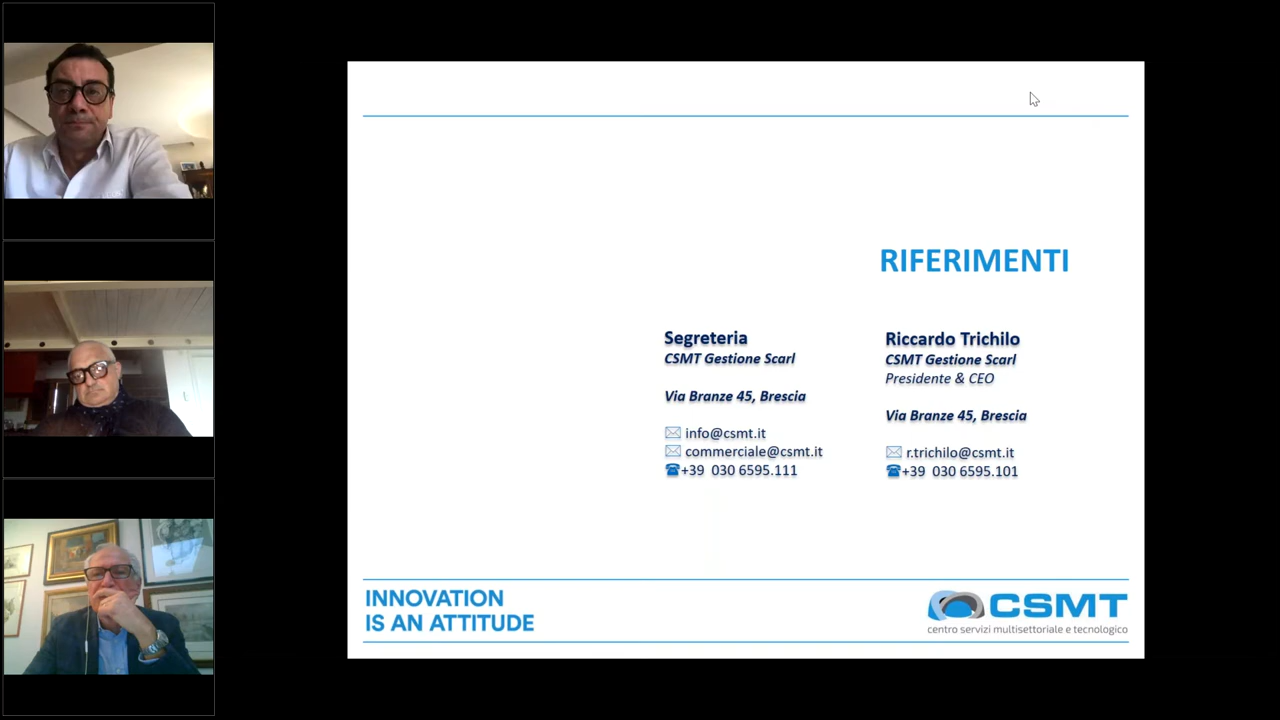 RIFERIMENTI
Segreteria
CSMT Gestione Scarl
Via Branze 45, Brescia
info@csmt.it
commerciale@csmt.it
+39 030 6595.111
Riccardo Trichilo
CSMT Gestione Scarl
Presidente & CEO
Via Branze 45, Brescia
r.trichilo@csmt.it
+39 030 6595.101
INNOVATION
IS AN ATTITUDE
CSMT
centro servizi multisettoriale e tecnologico